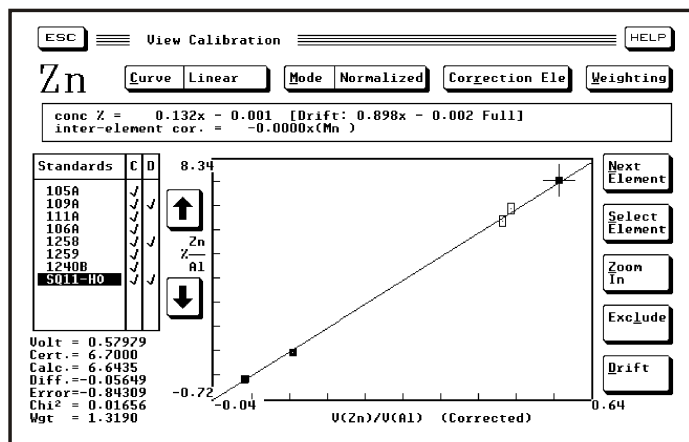 ESC View Calibration HELP
Zn Curve Linear Mode Normalized Correction Ele Weighting
conc % = 0.132x - 0.001 [Drift: 0.898x - 0.002 Full]
inter-element cor. = -0.0000x(Mn )
Standards C D
105A √
109A √ √
111A √
106A √
1258 √ √
1259 √
1240B √
SQ11-HO √ √
Volt = 0.57979
Cert.= 6.7000
Calc.= 6.6435
Diff.=-0.05649
Error=-0.84309
Chi² = 0.01656
Wgt = 1.3190
8.34
Zn
%
Al
-0.72
-0.04 0.64
V(Zn)/V(Al) (Corrected)
Next
Element
Select
Element
Zoom
In
Exclude
Drift